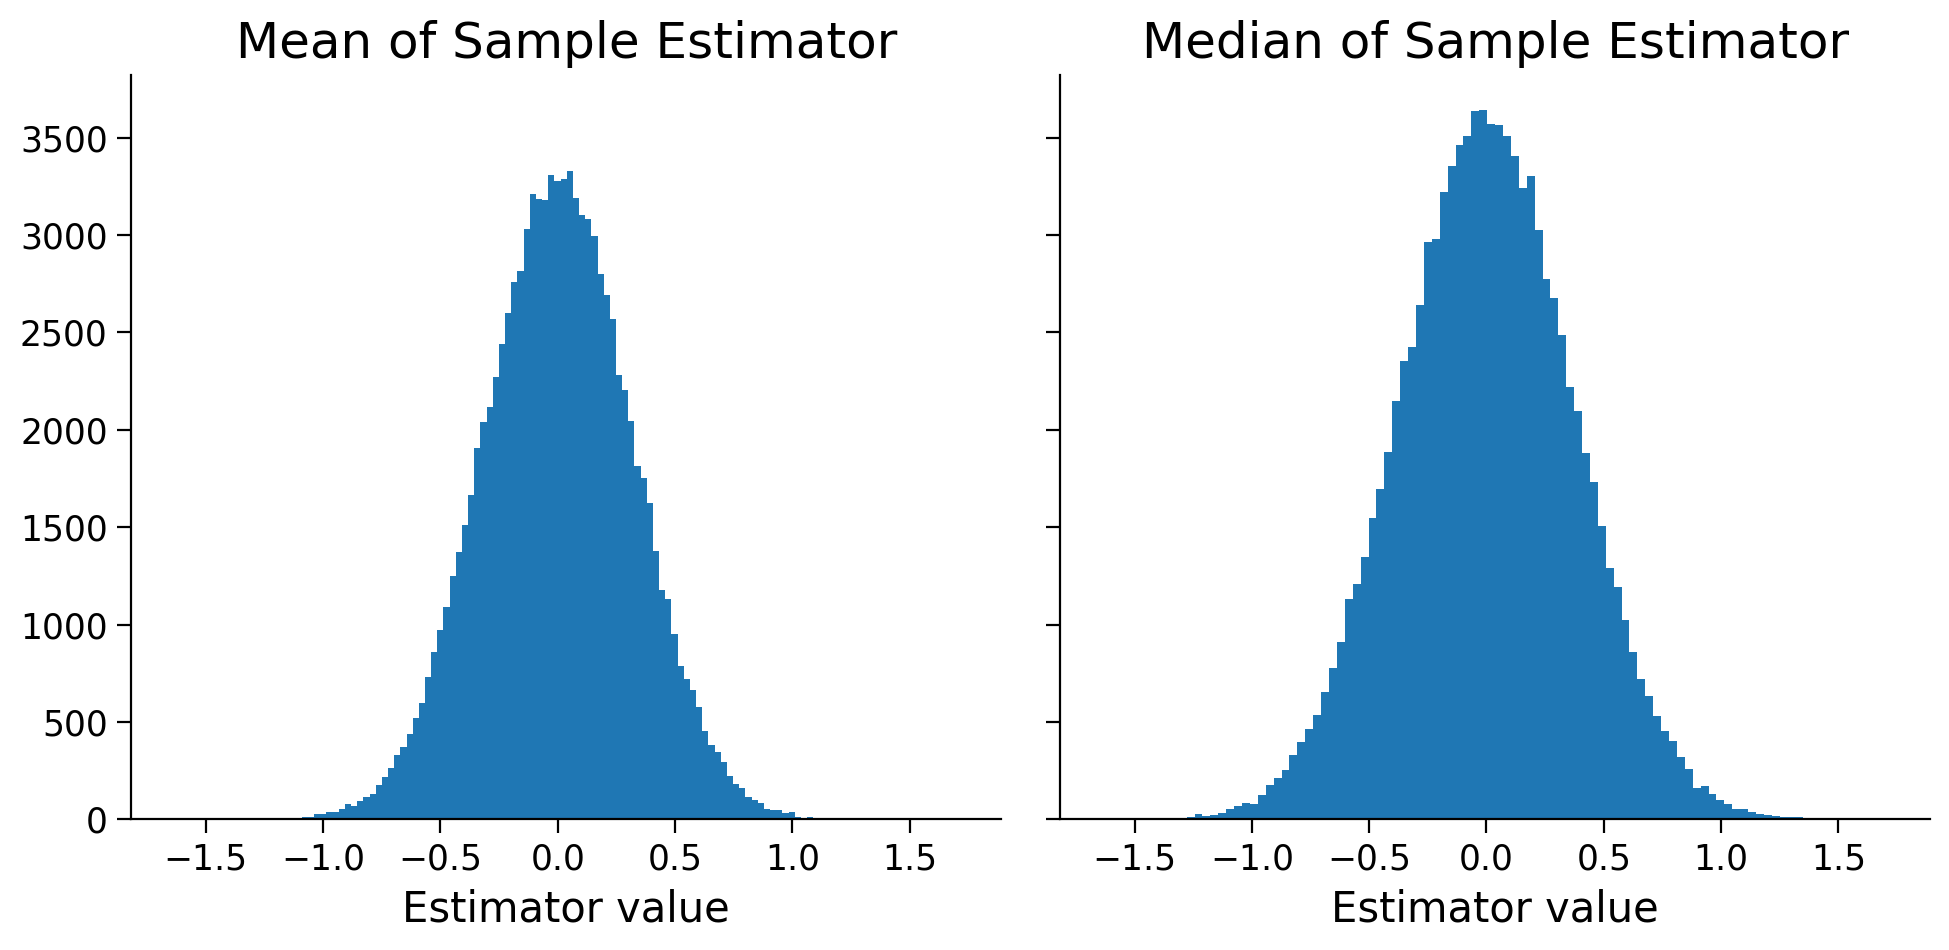 Mean of Sample Estimator
Median of Sample Estimator
3500
3000
2500
2000
1500
1000
500
0
−1.5 −1.0 −0.5 0.0 0.5 1.0 1.5
−1.5 −1.0 −0.5 0.0 0.5 1.0 1.5
Estimator value
Estimator value